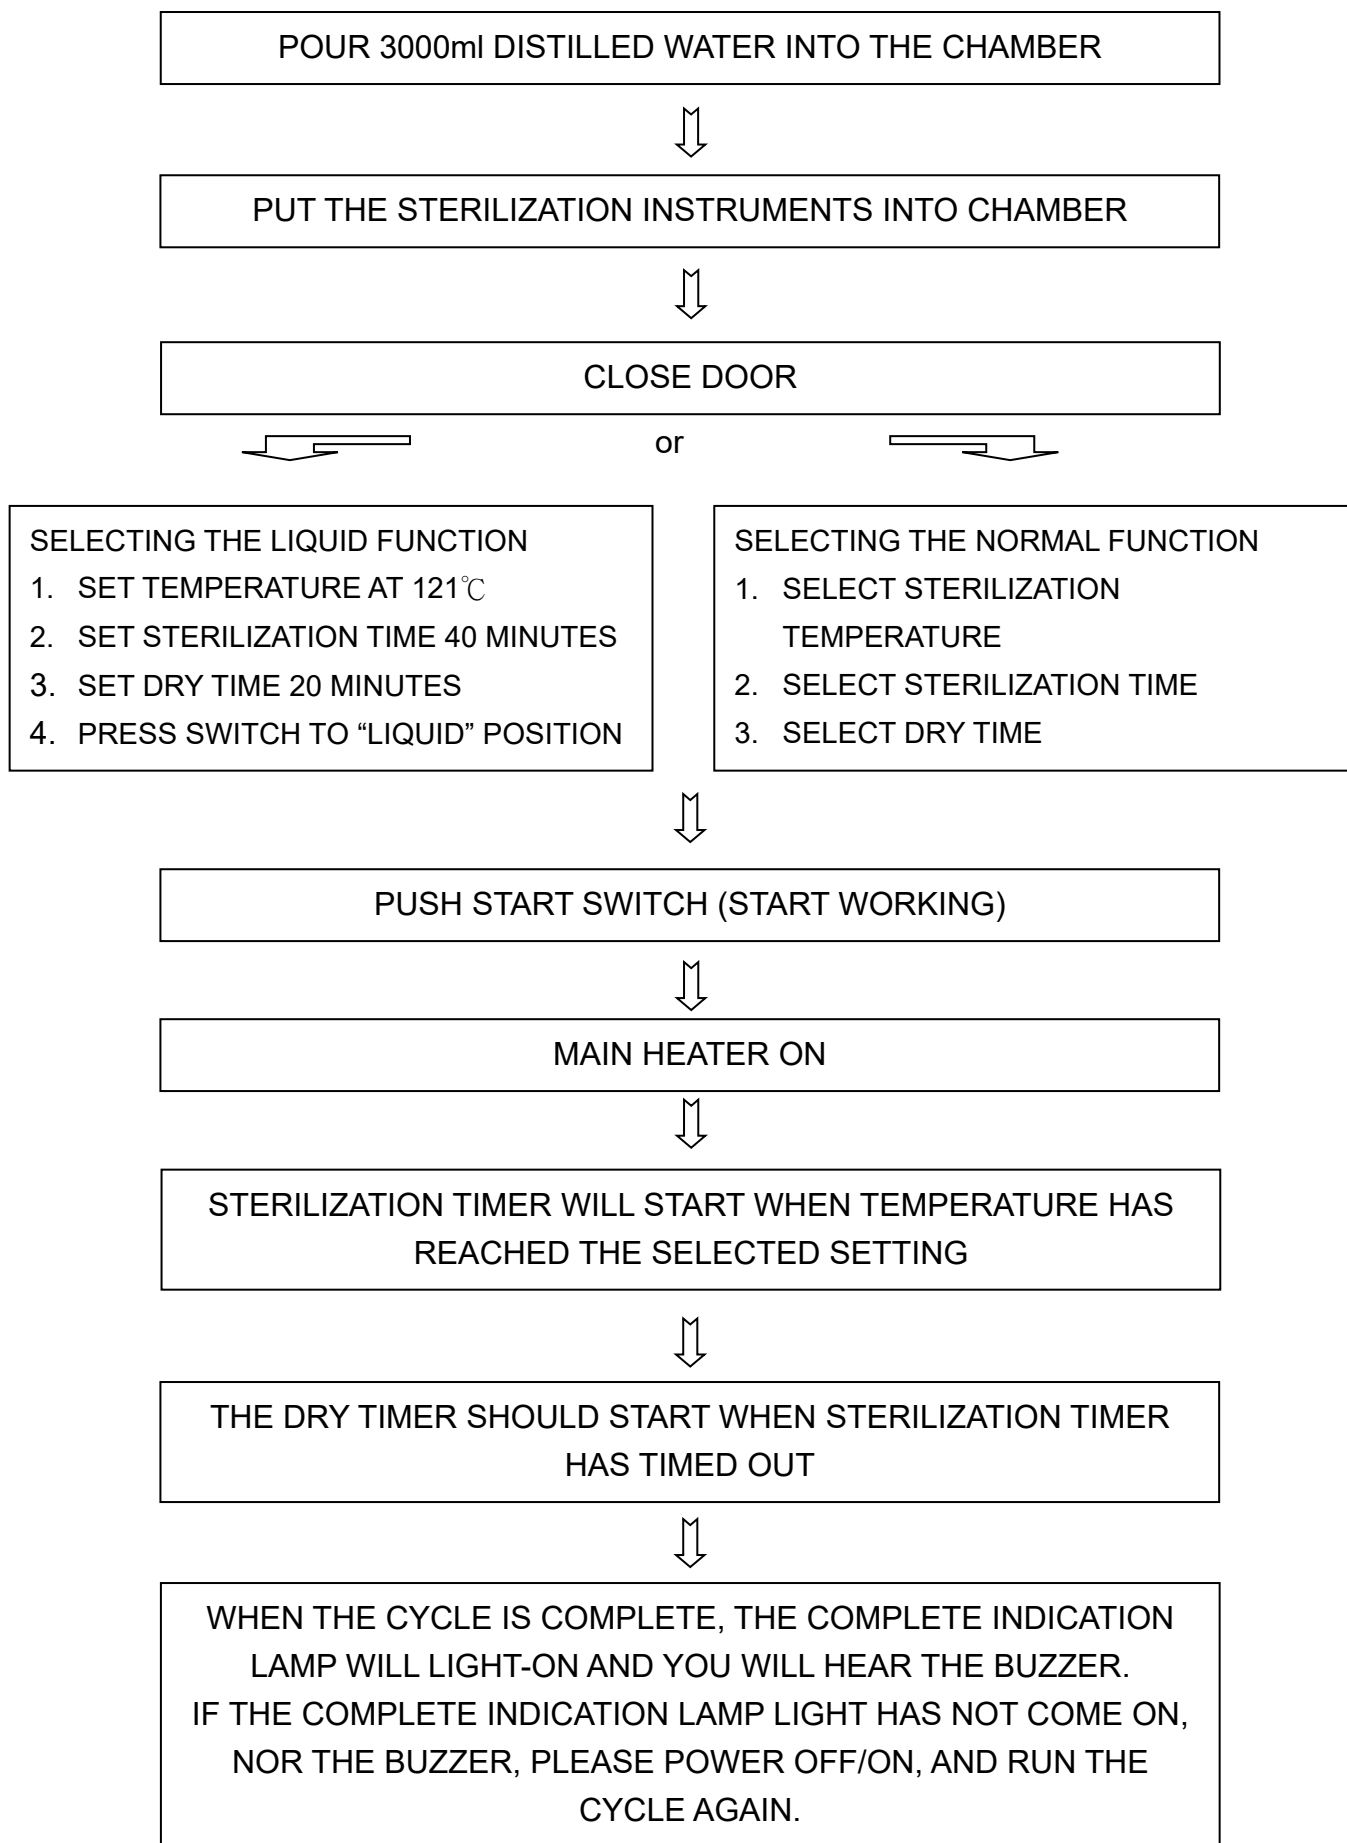 POUR 3000ml DISTILLED WATER INTO THE CHAMBER
PUT THE STERILIZATION INSTRUMENTS INTO CHAMBER
CLOSE DOOR
or
SELECTING THE LIQUID FUNCTION
1. SET TEMPERATURE AT 121℃
2. SET STERILIZATION TIME 40 MINUTES
3. SET DRY TIME 20 MINUTES
4. PRESS SWITCH TO “LIQUID” POSITION
SELECTING THE NORMAL FUNCTION
1. SELECT STERILIZATION
TEMPERATURE
2. SELECT STERILIZATION TIME
3. SELECT DRY TIME
PUSH START SWITCH (START WORKING)
MAIN HEATER ON
STERILIZATION TIMER WILL START WHEN TEMPERATURE HAS
REACHED THE SELECTED SETTING
THE DRY TIMER SHOULD START WHEN STERILIZATION TIMER
HAS TIMED OUT
WHEN THE CYCLE IS COMPLETE, THE COMPLETE INDICATION
LAMP WILL LIGHT-ON AND YOU WILL HEAR THE BUZZER.
IF THE COMPLETE INDICATION LAMP LIGHT HAS NOT COME ON,
NOR THE BUZZER, PLEASE POWER OFF/ON, AND RUN THE
CYCLE AGAIN.